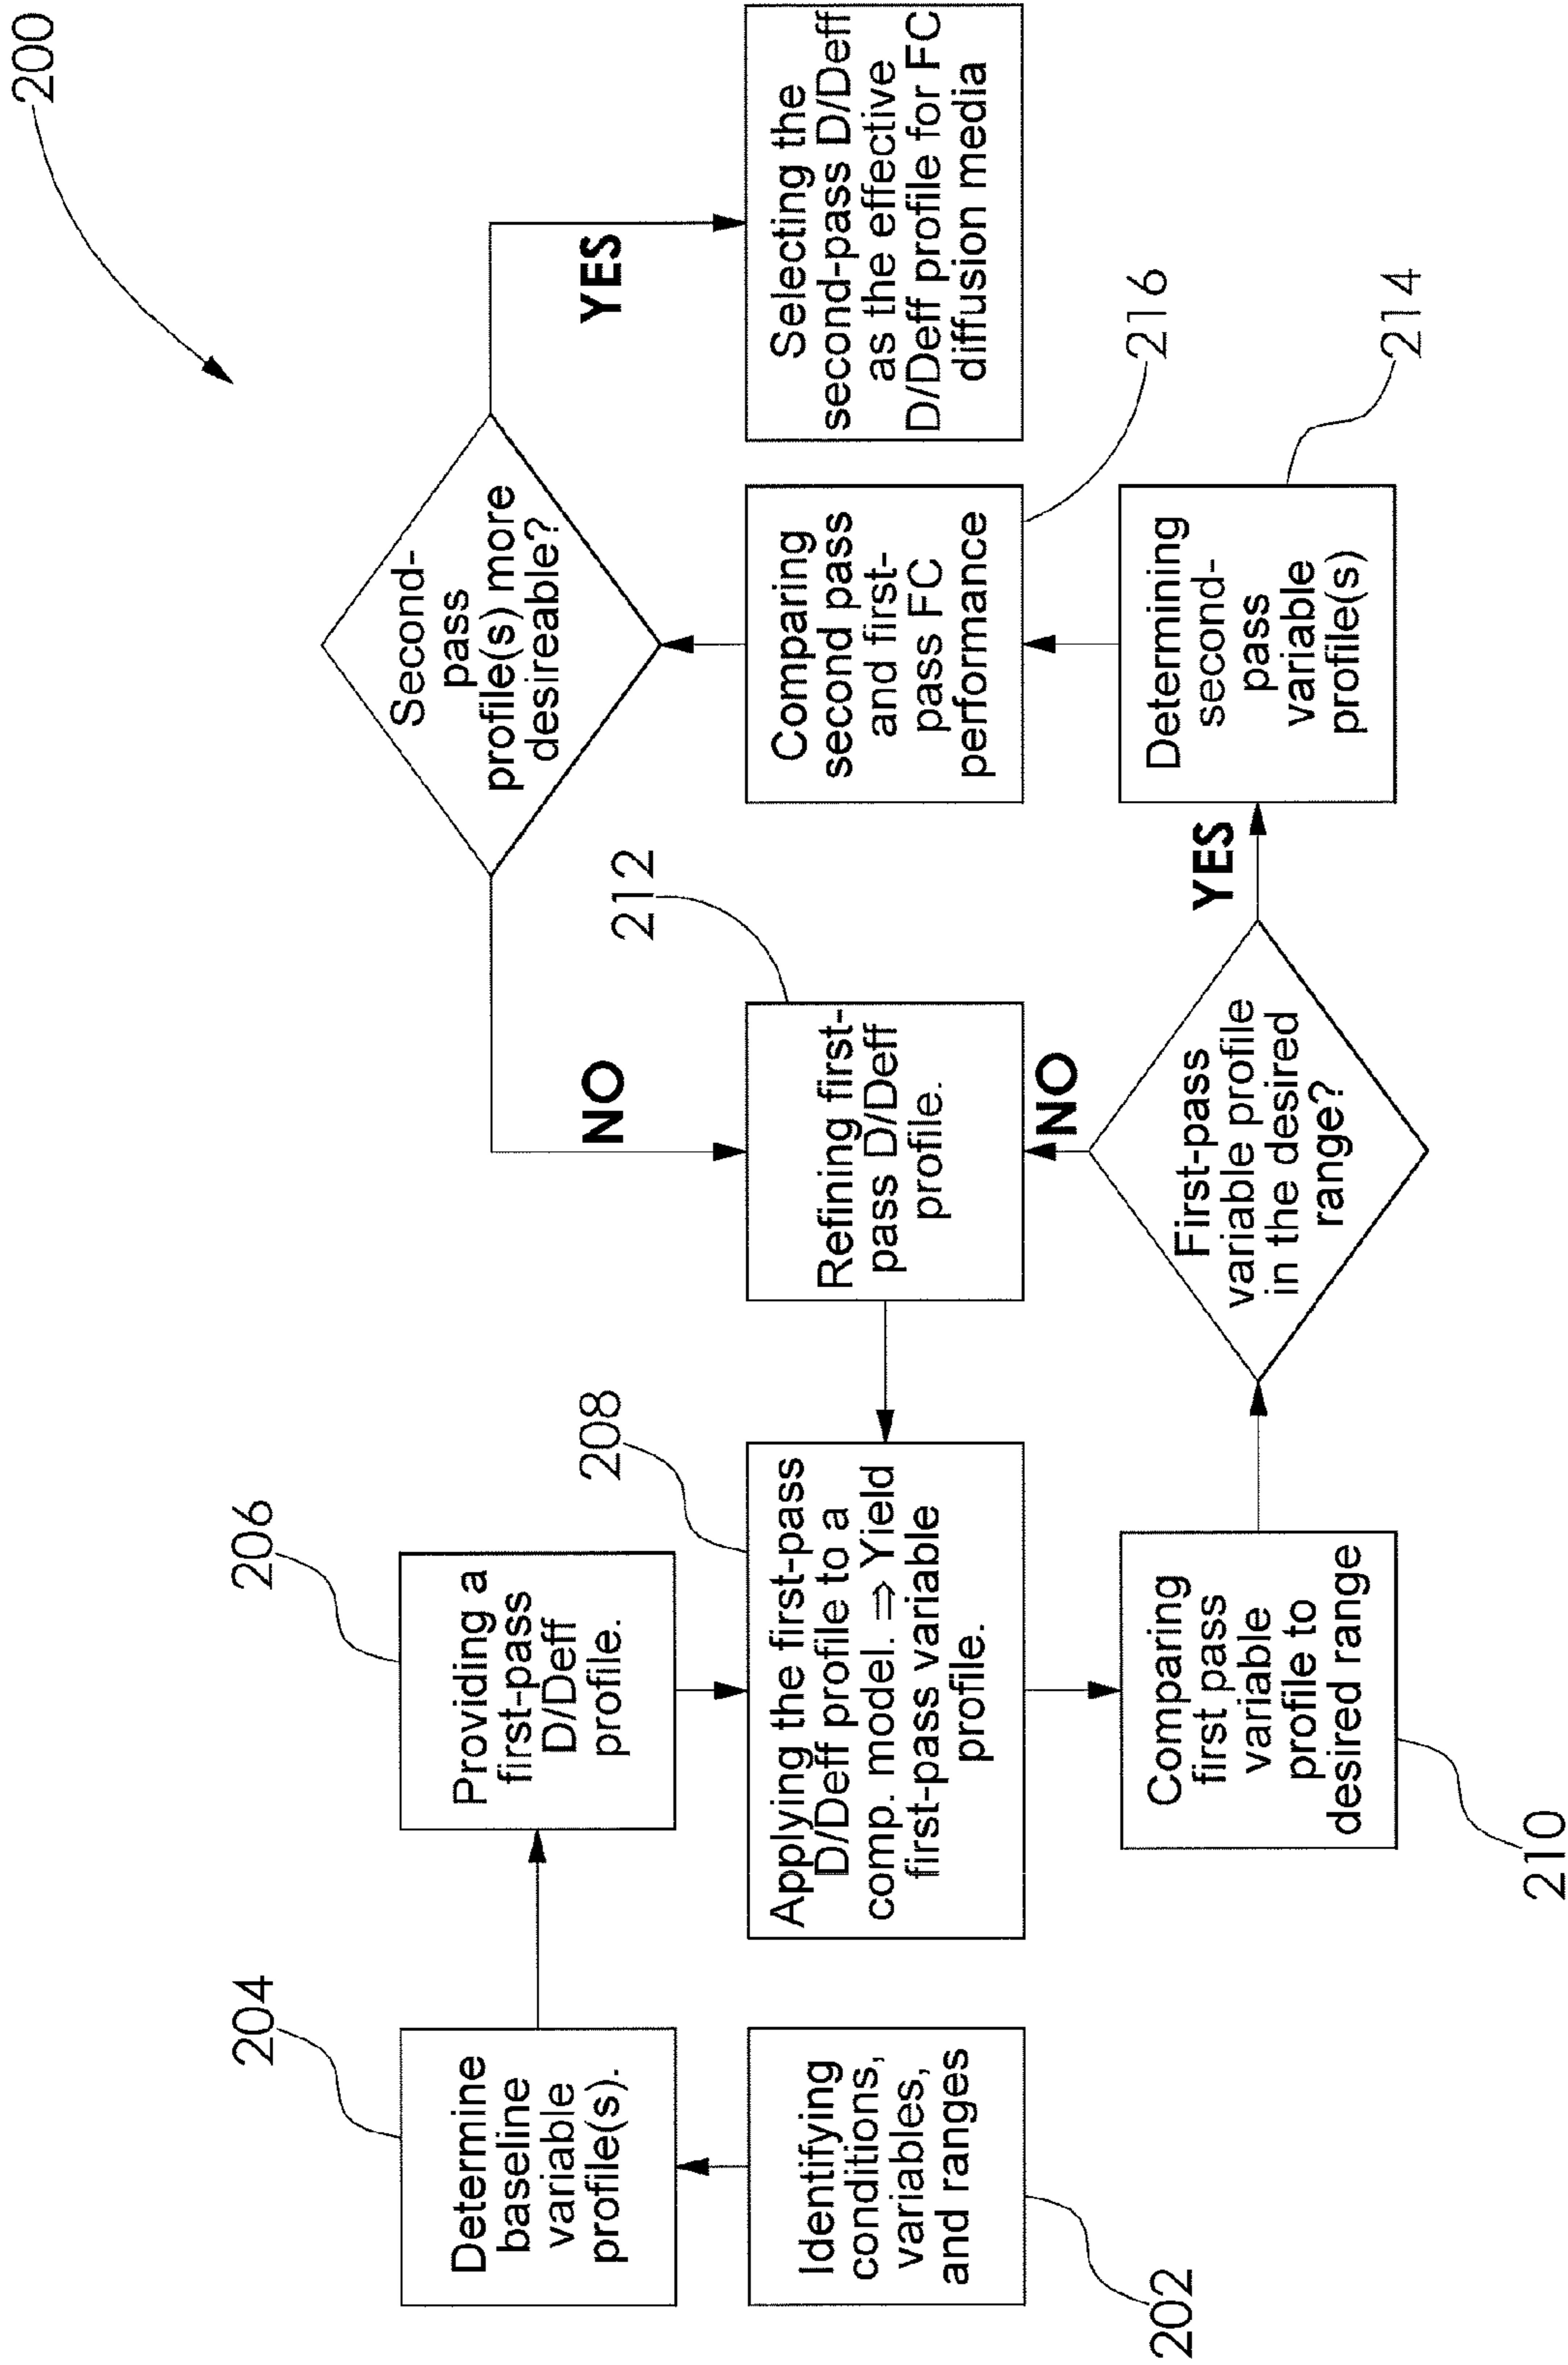 200
204
Determine
baseline
variable
profile(s).
202
Identifying
conditions,
variables,
and ranges
206
Providing a
first-pass
D/Deff
profile.
208
Applying the first-pass
D/Deff profile to a
comp. model. ⇒ Yield
first-pass variable
profile.
210
Comparing
first pass
variable
profile to
desired range
First-pass
variable profile
in the desired
range?
NO
YES
212
Refining first-
pass D/Deff
profile.
214
Determining
second-
pass
variable
profile(s)
216
Comparing
second pass
and first-
pass FC
performance
Second-
pass
profile(s) more
desireable?
NO
YES
Selecting the
second-pass D/Deff
as the effective
D/Deff profile for FC
diffusion media